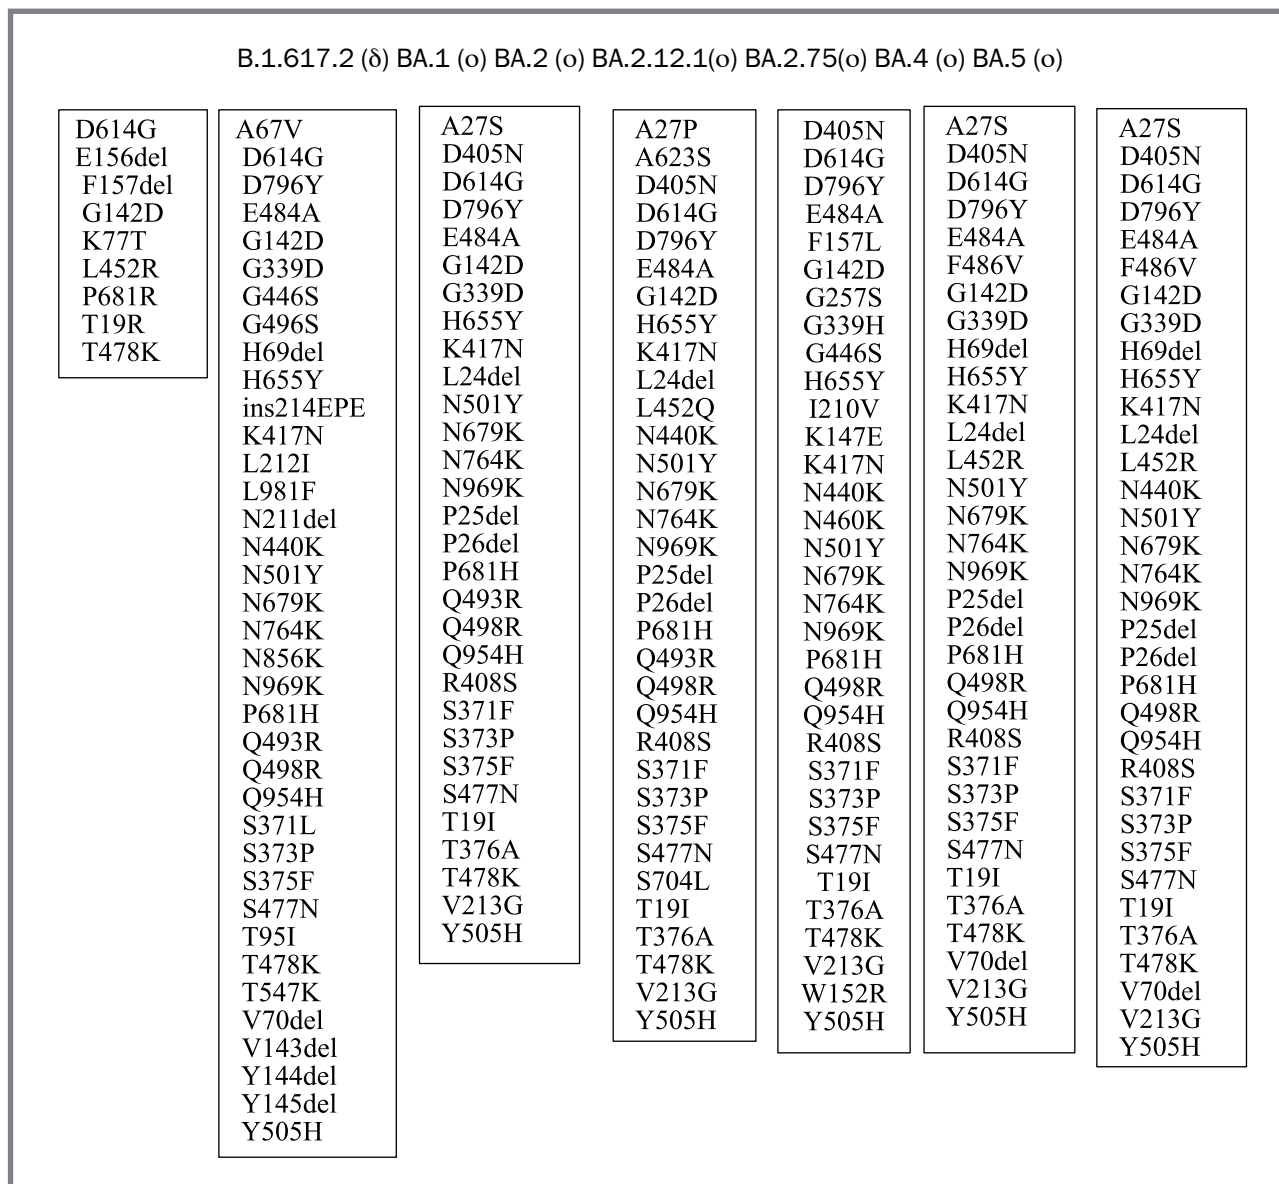 B.1.617.2 (δ) BA.1 (o) BA.2 (o) BA.2.12.1(o) BA.2.75(o) BA.4 (o) BA.5 (o)
D614G
E156del
F157del
G142D
K77T
L452R
P681R
T19R
T478K
A67V
D614G
D796Y
E484A
G142D
G339D
G446S
G496S
H69del
H655Y
ins214EPE
K417N
L212I
L981F
N211del
N440K
N501Y
N679K
N764K
N856K
N969K
P681H
Q493R
Q498R
Q954H
S371L
S373P
S375F
S477N
T95I
T478K
T547K
V70del
V143del
Y144del
Y145del
Y505H
A27S
D405N
D614G
D796Y
E484A
G142D
G339D
H655Y
K417N
L24del
N501Y
N679K
N764K
N969K
P25del
P26del
P681H
Q493R
Q498R
Q954H
R408S
S371F
S373P
S375F
S477N
T19I
T376A
T478K
V213G
Y505H
A27P
A623S
D405N
D614G
D796Y
E484A
G142D
H655Y
K417N
L24del
L452Q
N440K
N501Y
N679K
N764K
N969K
P25del
P26del
P681H
Q493R
Q498R
Q954H
R408S
S371F
S373P
S375F
S477N
S704L
T19I
T376A
T478K
V213G
Y505H
D405N
D614G
D796Y
E484A
F157L
G142D
G257S
G339H
G446S
H655Y
I210V
K147E
K417N
N440K
N460K
N501Y
N679K
N764K
N969K
P681H
Q498R
Q954H
R408S
S371F
S373P
S375F
S477N
T19I
T376A
T478K
V213G
W152R
Y505H
A27S
D405N
D614G
D796Y
E484A
F486V
G142D
G339D
H69del
H655Y
K417N
L24del
L452R
N501Y
N679K
N764K
N969K
P25del
P26del
P681H
Q498R
Q954H
R408S
S371F
S373P
S375F
S477N
T19I
T376A
T478K
V70del
V213G
Y505H
A27S
D405N
D614G
D796Y
E484A
F486V
G142D
G339D
H69del
H655Y
K417N
L24del
L452R
N440K
N501Y
N679K
N764K
N969K
P25del
P26del
P681H
Q498R
Q954H
R408S
S371F
S373P
S375F
S477N
T19I
T376A
T478K
V70del
V213G
Y505H